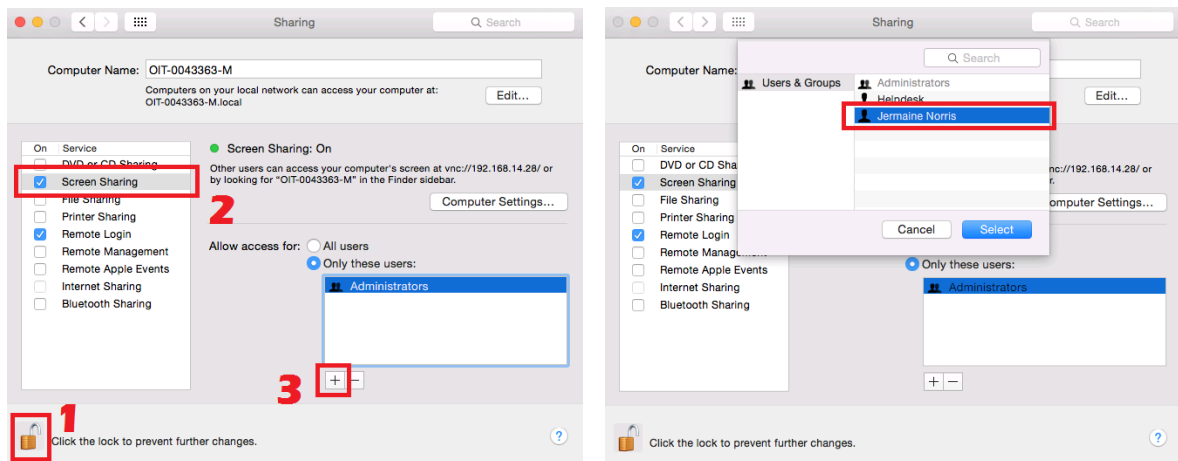 Sharing
Search
Computer Name: OIT-0043363-M
Computers on your local network can access your computer at:
OIT-0043363-M.local
Edit...
On Service
DVD or CD Sharing
Screen Sharing
File Sharing
Printer Sharing
Remote Login
Remote Management
Remote Apple Events
Internet Sharing
Bluetooth Sharing
2
Screen Sharing: On
Other users can access your computer's screen at vnc://192.168.14.28/ or
by looking for “OIT-0043363-M” in the Finder sidebar.
Computer Settings...
Allow access for: All users
Only these users:
Administrators
3
+ −
1
Click the lock to prevent further changes.
?
Sharing
Search
Computer Name:
Edit...
Search
Users & Groups
Administrators
Helpdesk
Jermaine Norris
Cancel
Select
On Service
DVD or CD Sha
Screen Sharing
File Sharing
Printer Sharing
Remote Login
Remote Manage
Remote Apple Events
Internet Sharing
Bluetooth Sharing
nc://192.168.14.28/ or
r.
omputer Settings...
Only these users:
Administrators
+ −
Click the lock to prevent further changes.
?